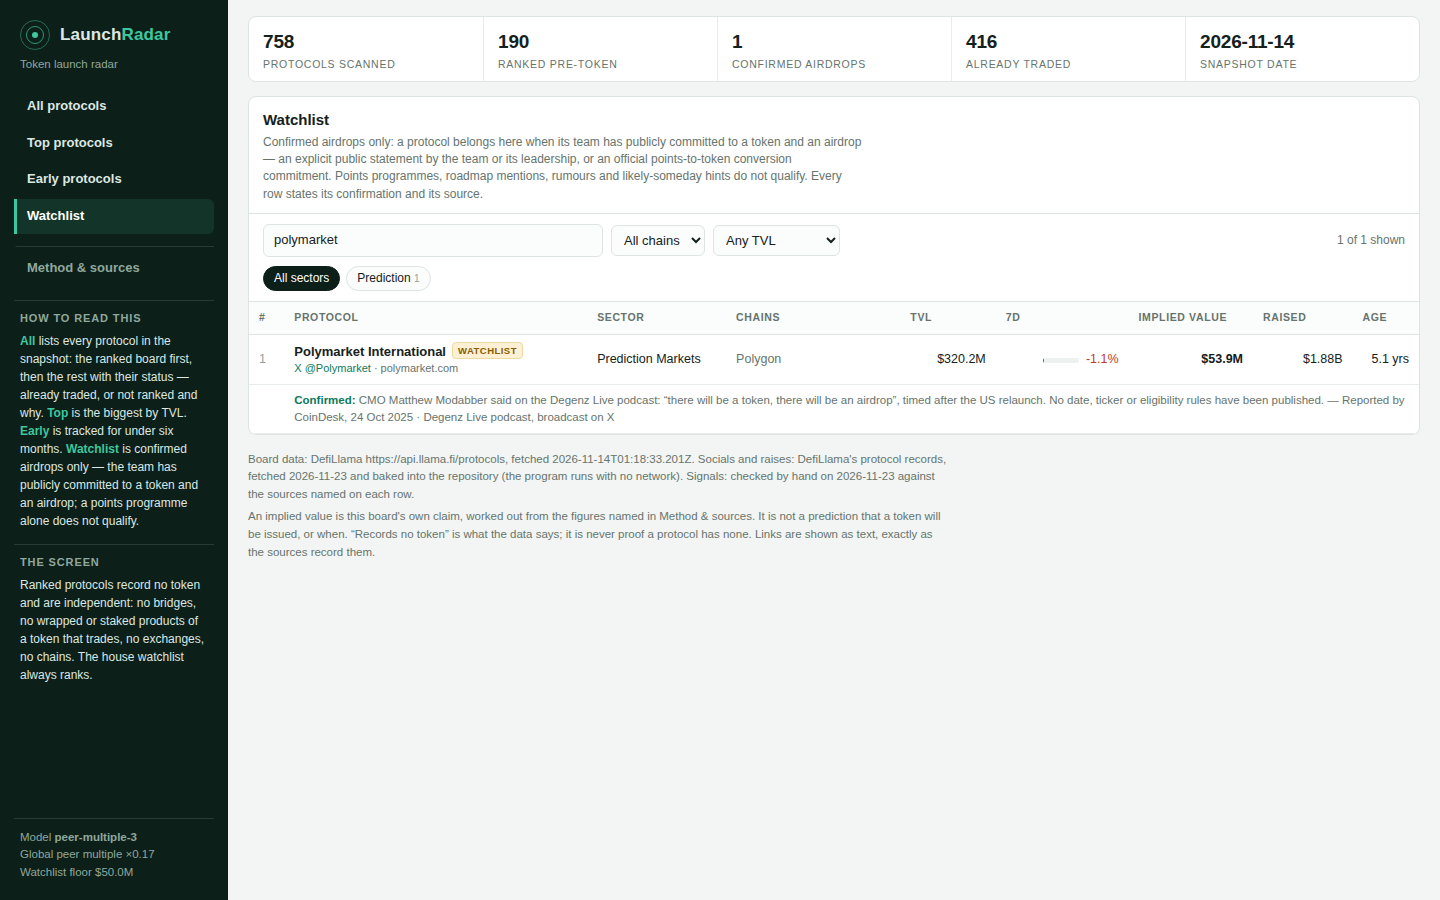 LaunchRadar
Token launch radar
All protocols
Top protocols
Early protocols
Watchlist
Method & sources
HOW TO READ THIS
All lists every protocol in the
snapshot: the ranked board first,
then the rest with their status —
already traded, or not ranked and
why. Top is the biggest by TVL.
Early is tracked for under six
months. Watchlist is confirmed
airdrops only — the team has
publicly committed to a token and
an airdrop; a points programme
alone does not qualify.
THE SCREEN
Ranked protocols record no token
and are independent: no bridges,
no wrapped or staked products of
a token that trades, no exchanges,
no chains. The house watchlist
always ranks.
Model peer-multiple-3
Global peer multiple ×0.17
Watchlist floor $50.0M
758 190 1 416 2026-11-14
PROTOCOLS SCANNED RANKED PRE-TOKEN CONFIRMED AIRDROPS ALREADY TRADED SNAPSHOT DATE
Watchlist
Confirmed airdrops only: a protocol belongs here when its team has publicly committed to a token and an airdrop
— an explicit public statement by the team or its leadership, or an official points-to-token conversion
commitment. Points programmes, roadmap mentions, rumours and likely-someday hints do not qualify. Every
row states its confirmation and its source.
polymarket All chains Any TVL 1 of 1 shown
All sectors Prediction 1
# PROTOCOL SECTOR CHAINS TVL 7D IMPLIED VALUE RAISED AGE
1 Polymarket International WATCHLIST Prediction Markets Polygon $320.2M -1.1% $53.9M $1.88B 5.1 yrs
X @Polymarket · polymarket.com
Confirmed: CMO Matthew Modabber said on the Degenz Live podcast: “there will be a token, there will be an airdrop”, timed after the US relaunch. No date, ticker or eligibility rules have been published. — Reported by
CoinDesk, 24 Oct 2025 · Degenz Live podcast, broadcast on X
Board data: DefiLlama https://api.llama.fi/protocols, fetched 2026-11-14T01:18:33.201Z. Socials and raises: DefiLlama's protocol records,
fetched 2026-11-23 and baked into the repository (the program runs with no network). Signals: checked by hand on 2026-11-23 against
the sources named on each row.
An implied value is this board's own claim, worked out from the figures named in Method & sources. It is not a prediction that a token will
be issued, or when. “Records no token” is what the data says; it is never proof a protocol has none. Links are shown as text, exactly as
the sources record them.